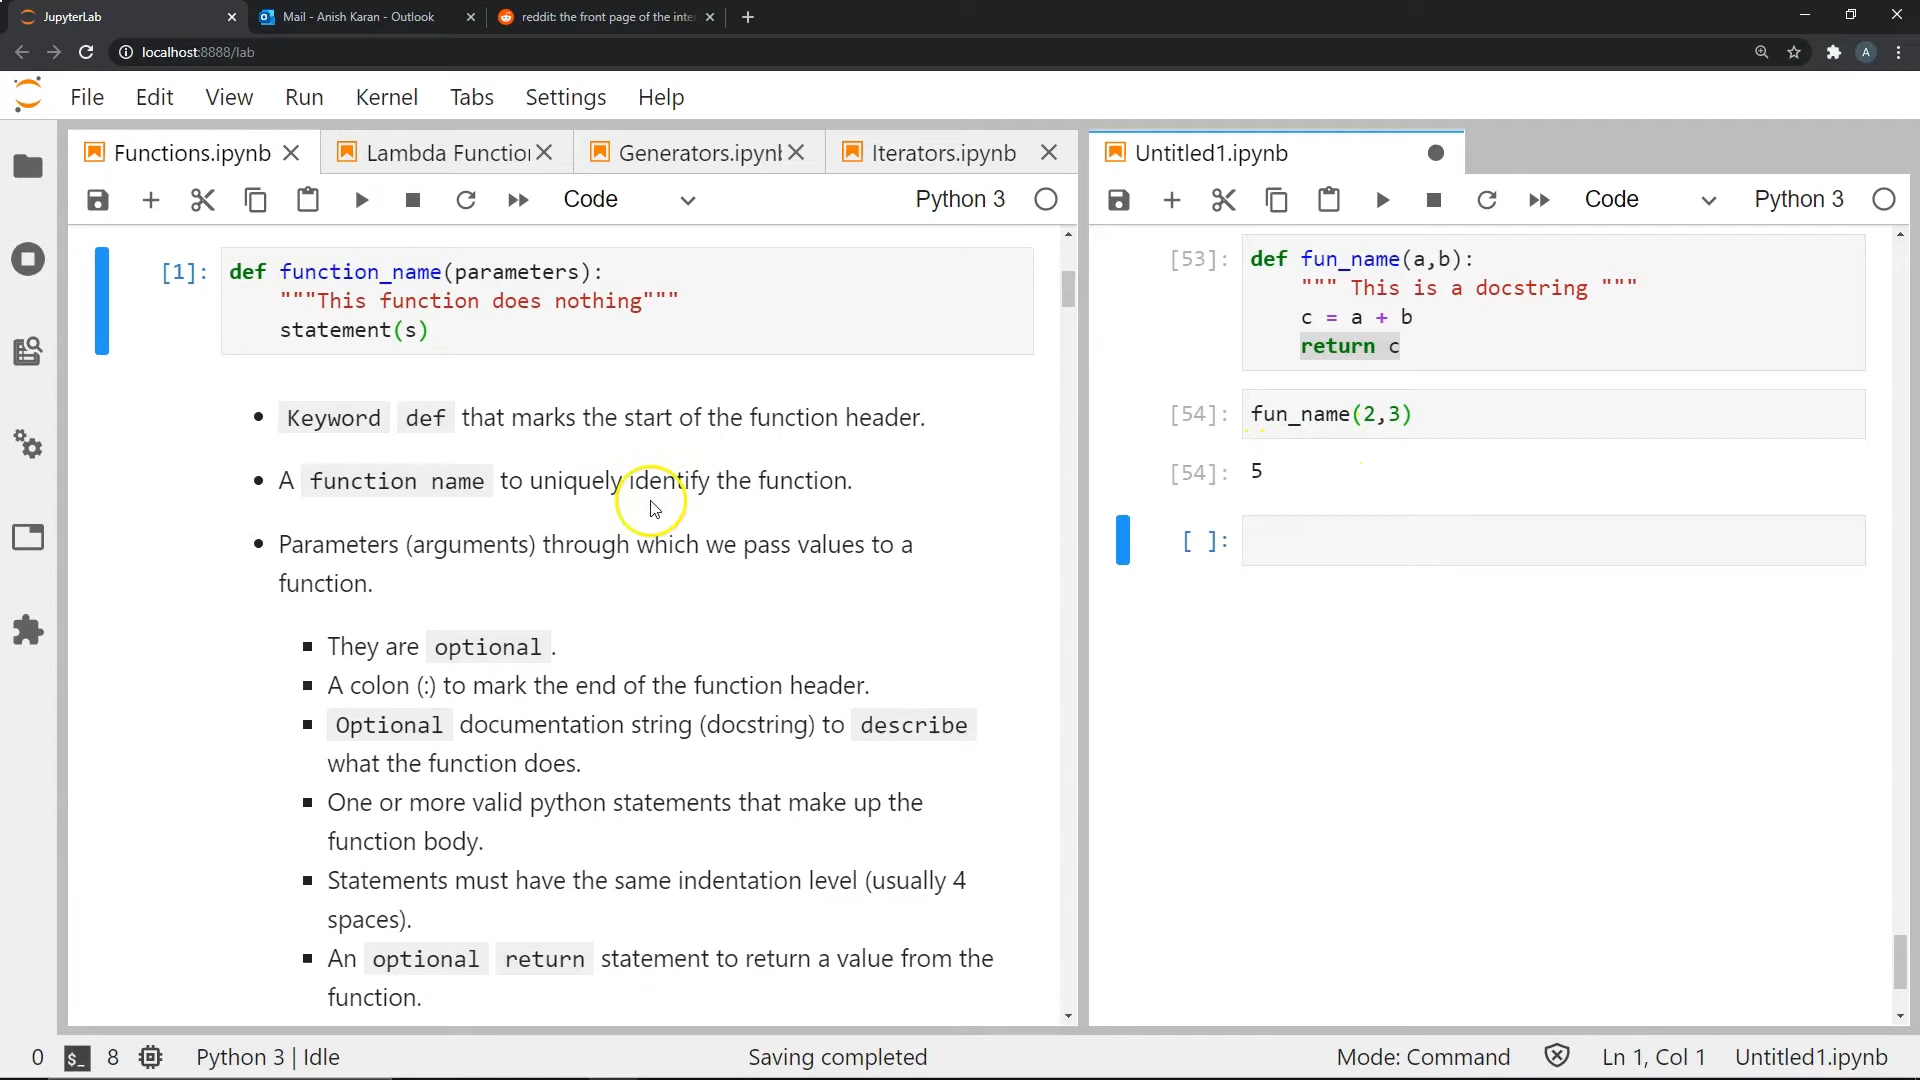 JupyterLab
Mail - Anish Karan - Outlook
reddit: the front page of the inte
localhost:8888/lab
A
File Edit View Run Kernel Tabs Settings Help
Functions.ipynb
Lambda Functio
Generators.ipyn
Iterators.ipynb
Untitled1.ipynb
Code Python 3
Code Python 3
[1]: def function_name(parameters):
"""This function does nothing"""
statement(s)
• Keyword def that marks the start of the function header.
• A function name to uniquely identify the function.
• Parameters (arguments) through which we pass values to a
function.
▪ They are optional .
▪ A colon (:) to mark the end of the function header.
▪ Optional documentation string (docstring) to describe
what the function does.
▪ One or more valid python statements that make up the
function body.
▪ Statements must have the same indentation level (usually 4
spaces).
▪ An optional return statement to return a value from the
function.
[53]: def fun_name(a,b):
""" This is a docstring """
c = a + b
return c
[54]: fun_name(2,3)
[54]: 5
[ ]:
0 $_ 8 Python 3 | Idle Saving completed Mode: Command Ln 1, Col 1 Untitled1.ipynb